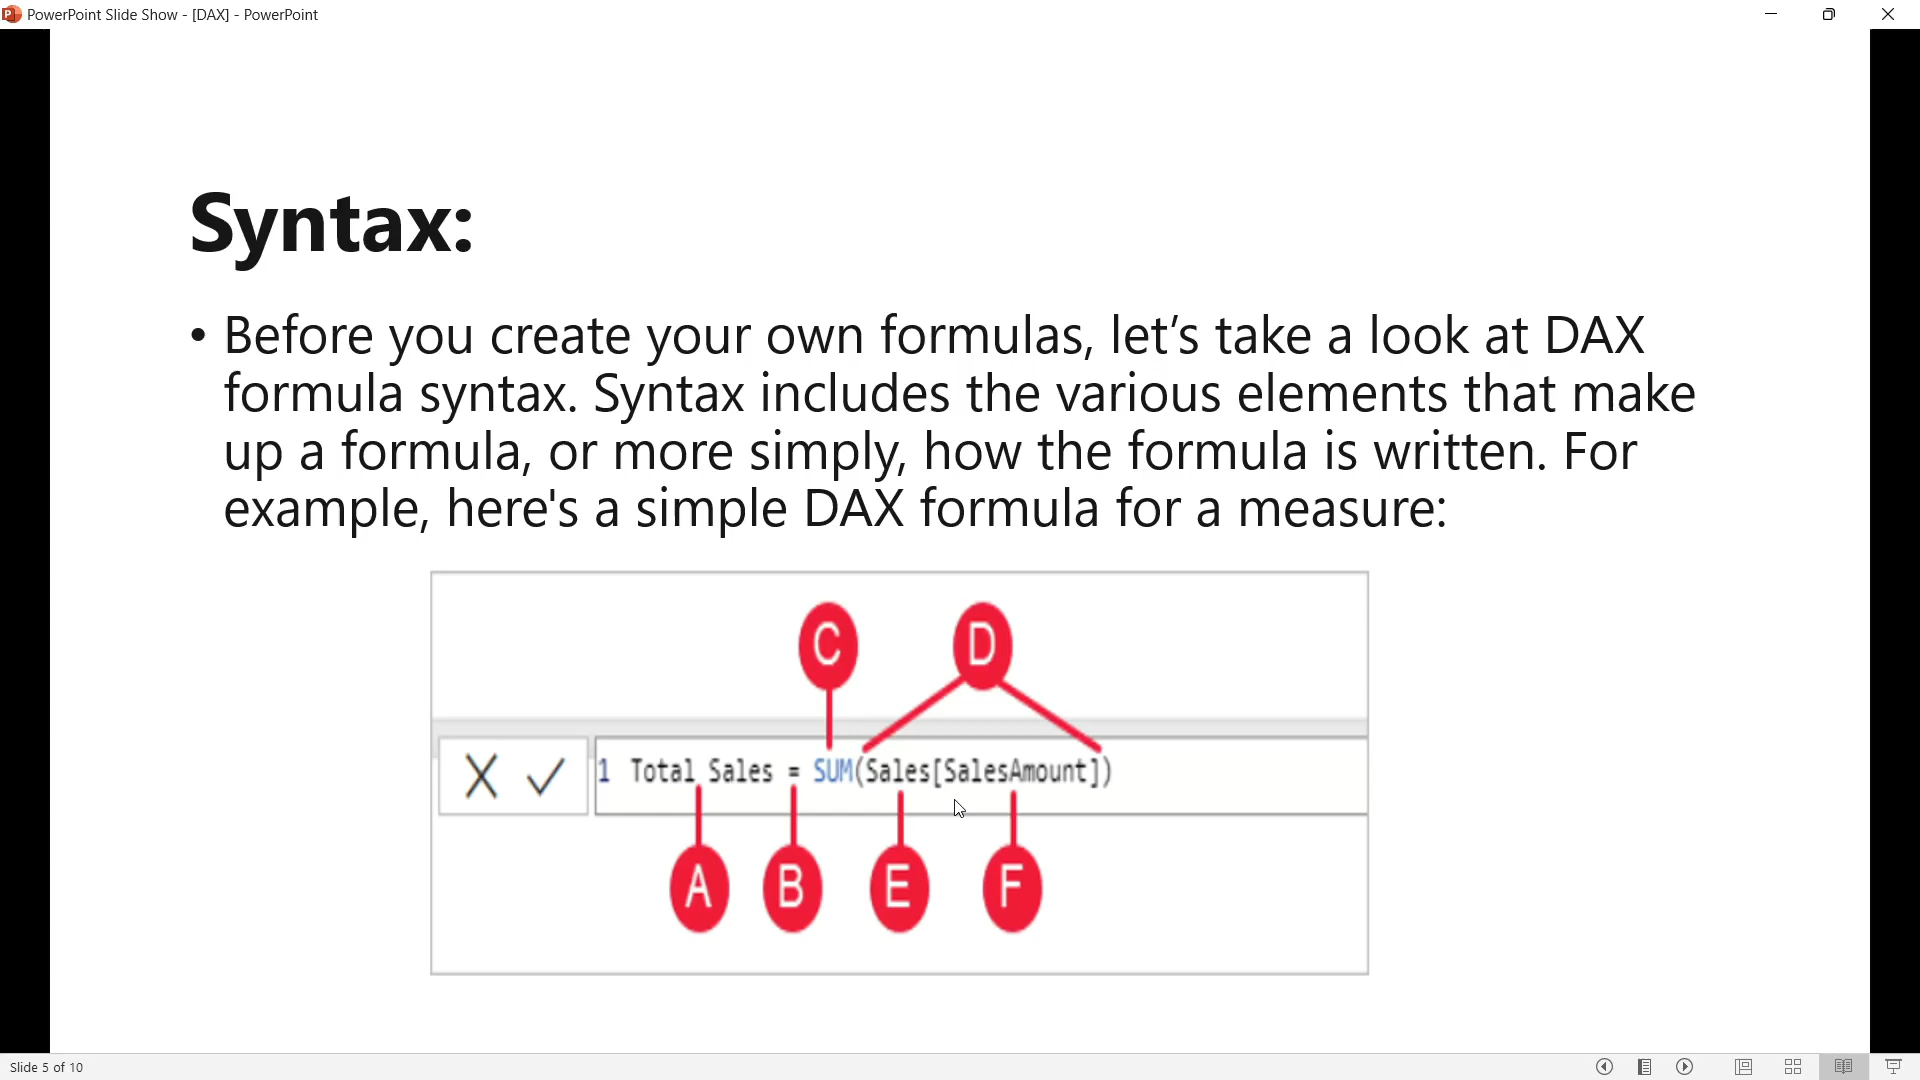 PowerPoint Slide Show - [DAX] - PowerPoint
Syntax:
• Before you create your own formulas, let’s take a look at DAX
formula syntax. Syntax includes the various elements that make
up a formula, or more simply, how the formula is written. For
example, here's a simple DAX formula for a measure:
C D
1 Total Sales = SUM(Sales[SalesAmount])
A B E F
Slide 5 of 10